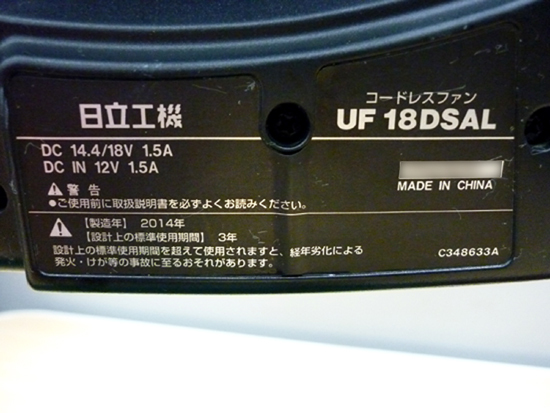 日立工機
コードレスファン
UF 18DSAL
DC 14.4/18V 1.5A
DC IN 12V 1.5A
MADE IN CHINA
⚠警告
●ご使用前に取扱説明書を必ずよくお読みください。
⚠【製造年】2014年
【設計上の標準使用期間】3年
設計上の標準使用期間を超えて使用されますと、経年劣化による
発火・けが等の事故に至るおそれがあります。
C348633A